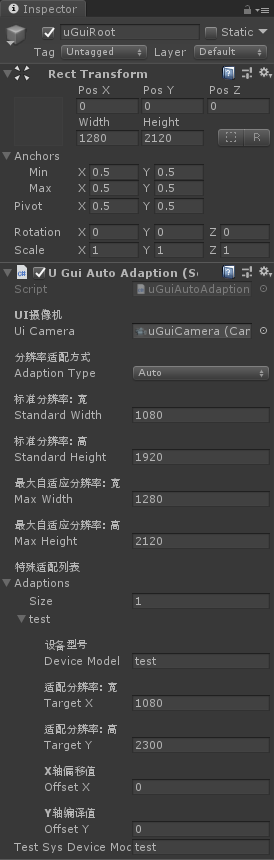 Inspector
uGuiRoot Static
Tag Untagged Layer Default
Rect Transform
Pos X Pos Y Pos Z
0 0 0
Width Height
1280 2120 R
Anchors
Min X 0.5 Y 0.5
Max X 0.5 Y 0.5
Pivot X 0.5 Y 0.5
Rotation X 0 Y 0 Z 0
Scale X 1 Y 1 Z 1
U Gui Auto Adaption (Sc
Script uGuiAutoAdaption
UI摄像机
Ui Camera uGuiCamera (Car
分辨率适配方式
Adaption Type Auto
标准分辨率: 宽
Standard Width 1080
标准分辨率: 高
Standard Height 1920
最大自适应分辨率: 宽
Max Width 1280
最大自适应分辨率: 高
Max Height 2120
特殊适配列表
Adaptions
Size 1
test
设备型号
Device Model test
适配分辨率: 宽
Target X 1080
适配分辨率: 高
Target Y 2300
X轴偏移值
Offset X 0
Y轴编译值
Offset Y 0
Test Sys Device Moc test